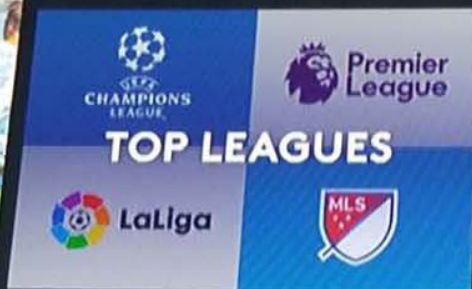 UEFA
CHAMPIONS
LEAGUE
Premier
League
TOP LEAGUES
LaLiga
MLS